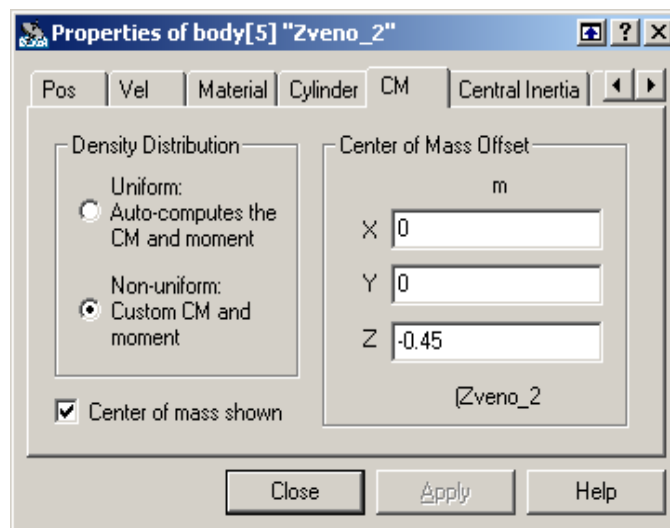 Properties of body[5] "Zveno_2"
Pos Vel Material Cylinder CM Central Inertia
Density Distribution
Uniform:
Auto-computes the
CM and moment
Non-uniform:
Custom CM and
moment
Center of mass shown
Center of Mass Offset
m
X 0
Y 0
Z -0.45
(Zveno_2
Close Apply Help